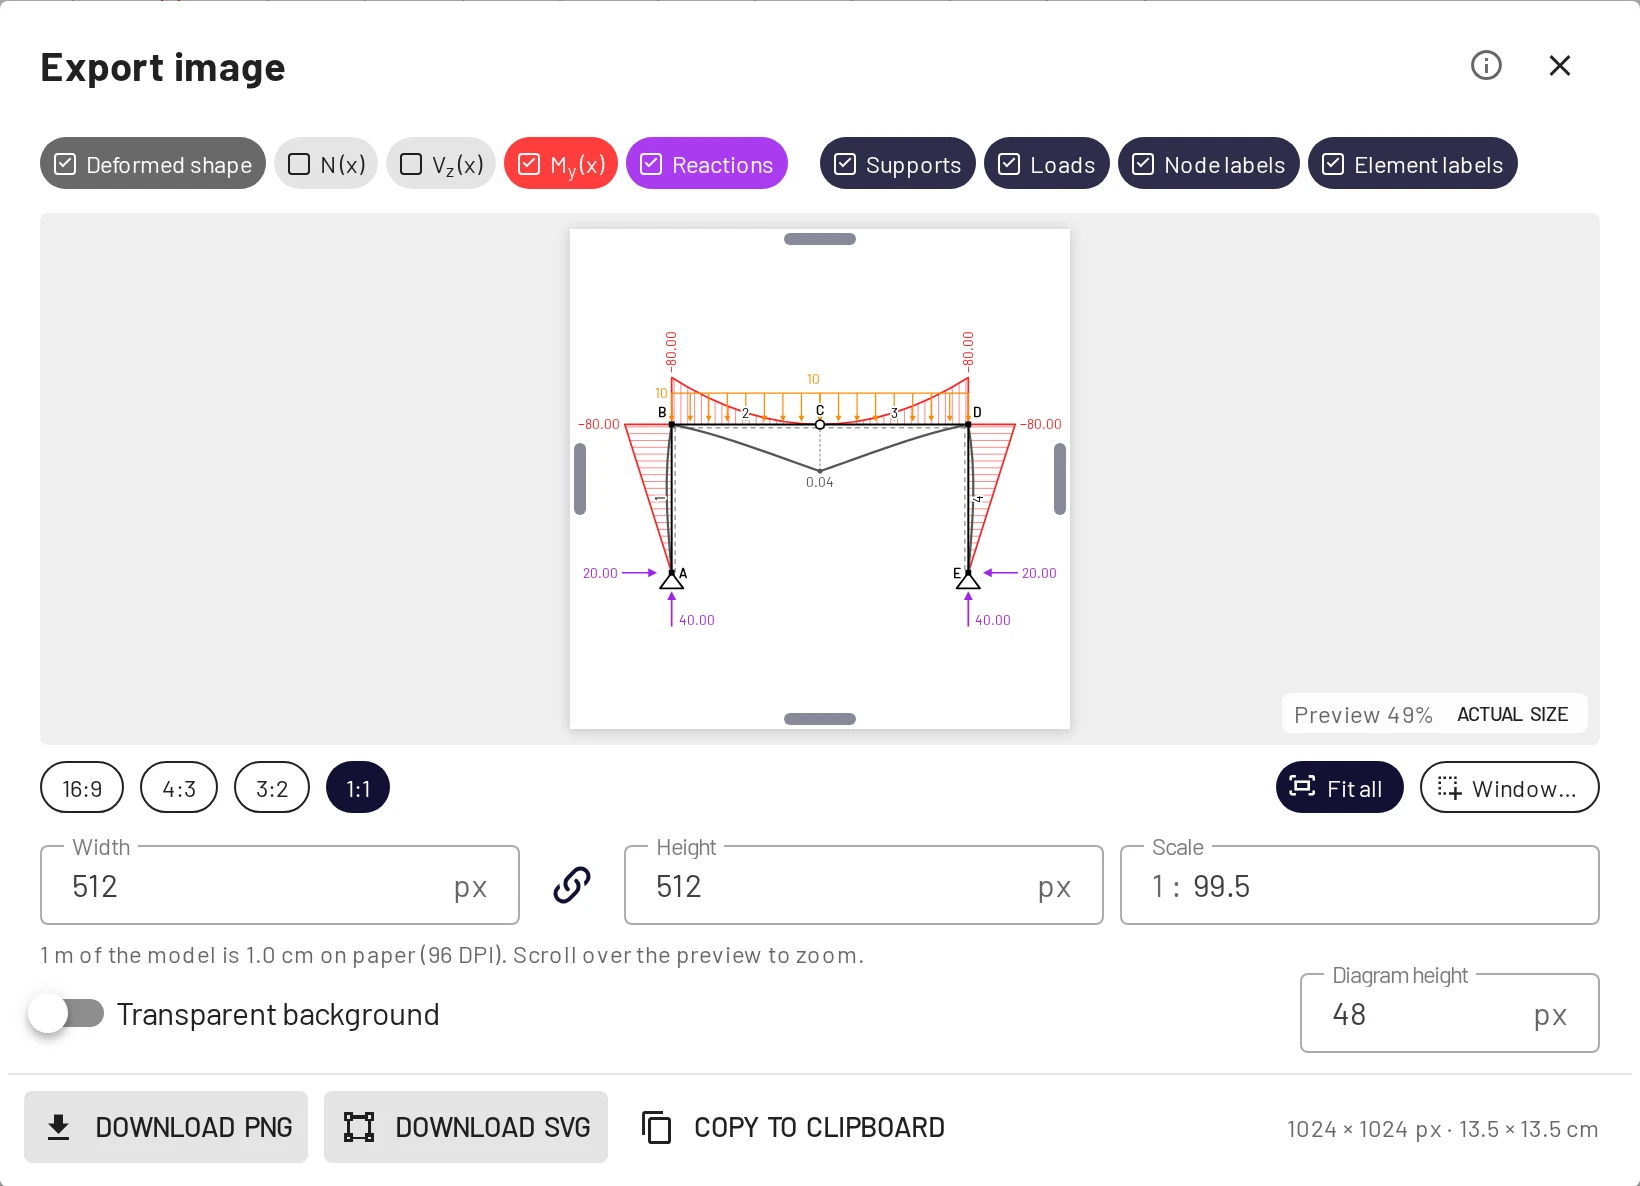 Export image
Deformed shape
N(x)
Vz(x)
My(x)
Reactions
Supports
Loads
Node labels
Element labels
-80.00
-80.00
10
10
B
2
C
3
D
-80.00
-80.00
0.04
1
4
20.00
A
E
20.00
40.00
40.00
Preview 49%
ACTUAL SIZE
16:9
4:3
3:2
1:1
Fit all
Window...
Width
512 px
Height
512 px
Scale
1 : 99.5
1 m of the model is 1.0 cm on paper (96 DPI). Scroll over the preview to zoom.
Transparent background
Diagram height
48 px
DOWNLOAD PNG
DOWNLOAD SVG
COPY TO CLIPBOARD
1024 × 1024 px · 13.5 × 13.5 cm